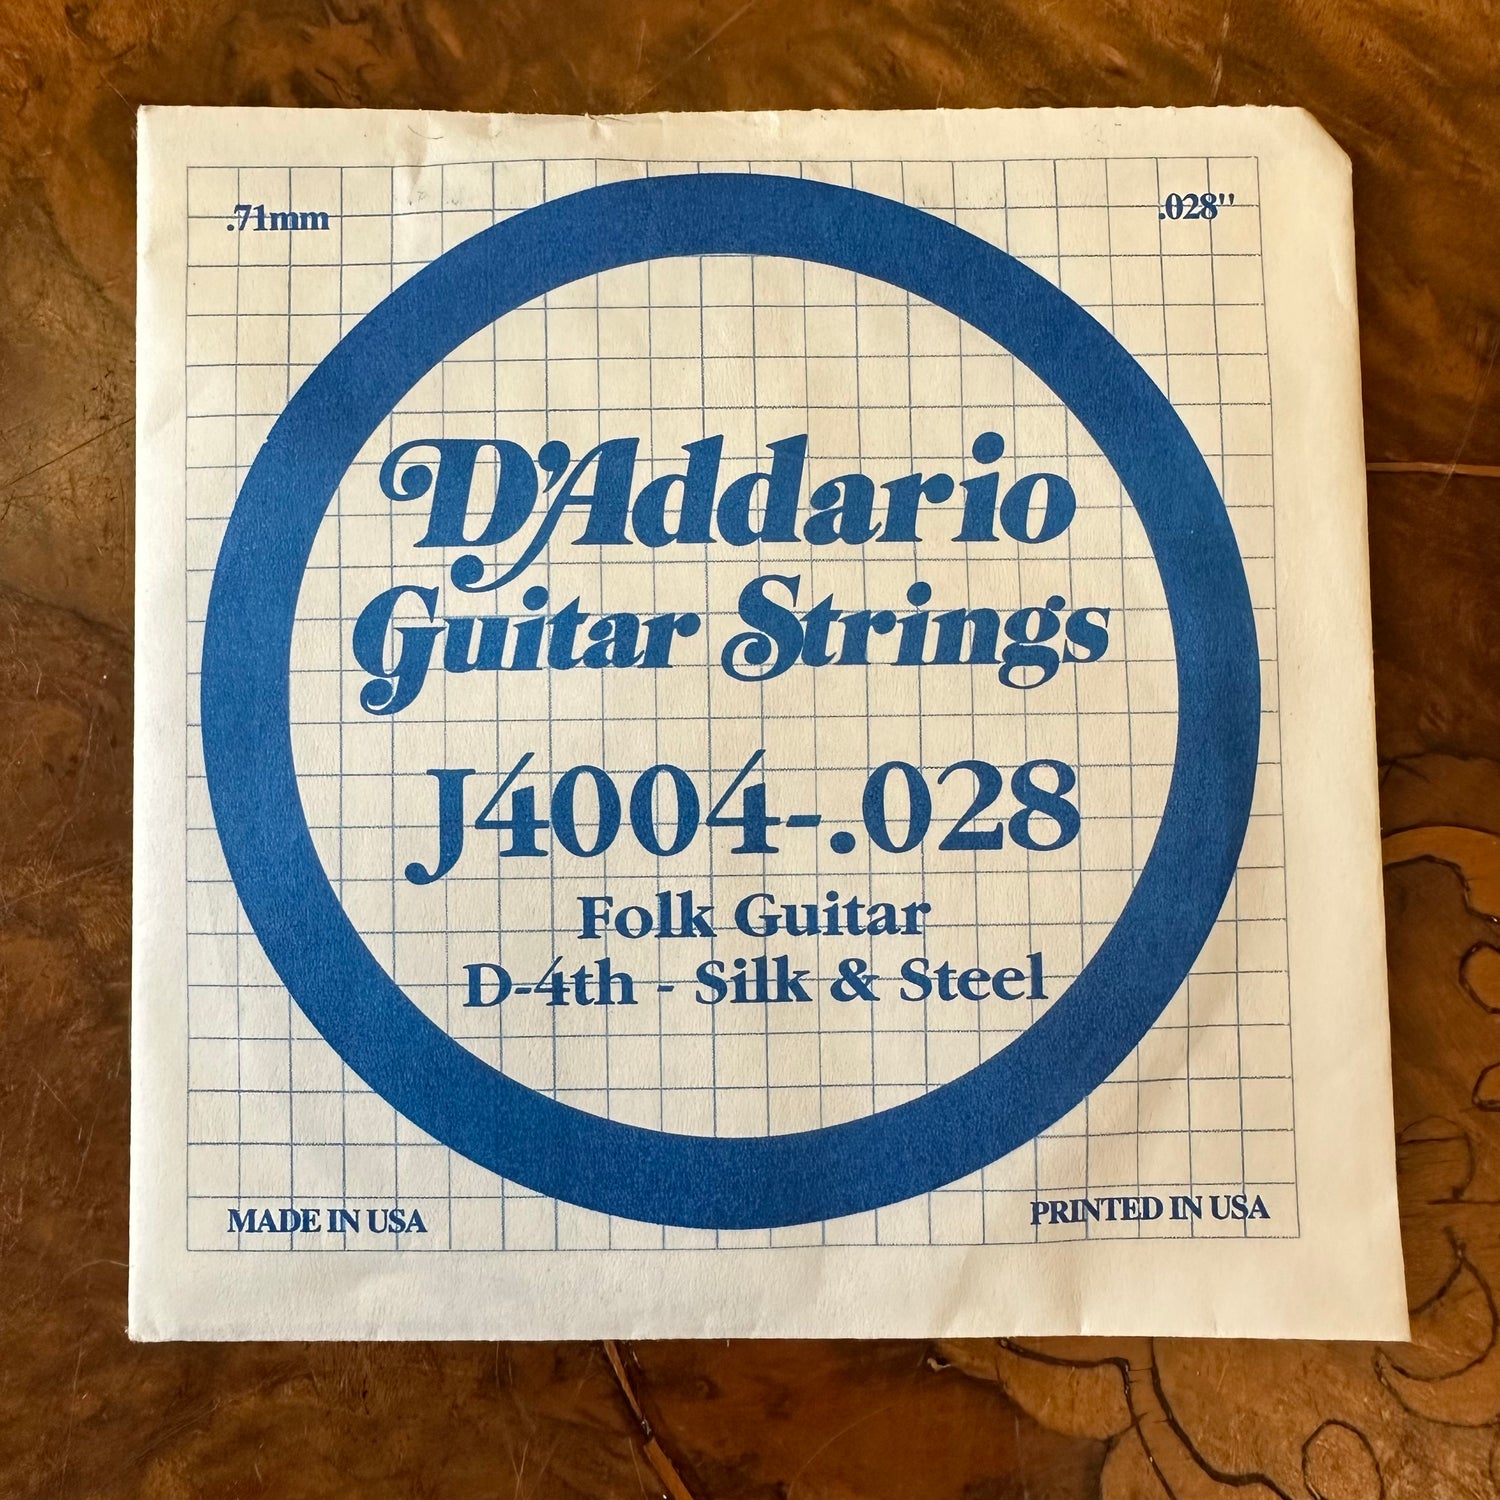 .71mm
.028"
D'Addario
Guitar Strings
J4004-.028
Folk Guitar
D-4th - Silk & Steel
MADE IN USA
PRINTED IN USA